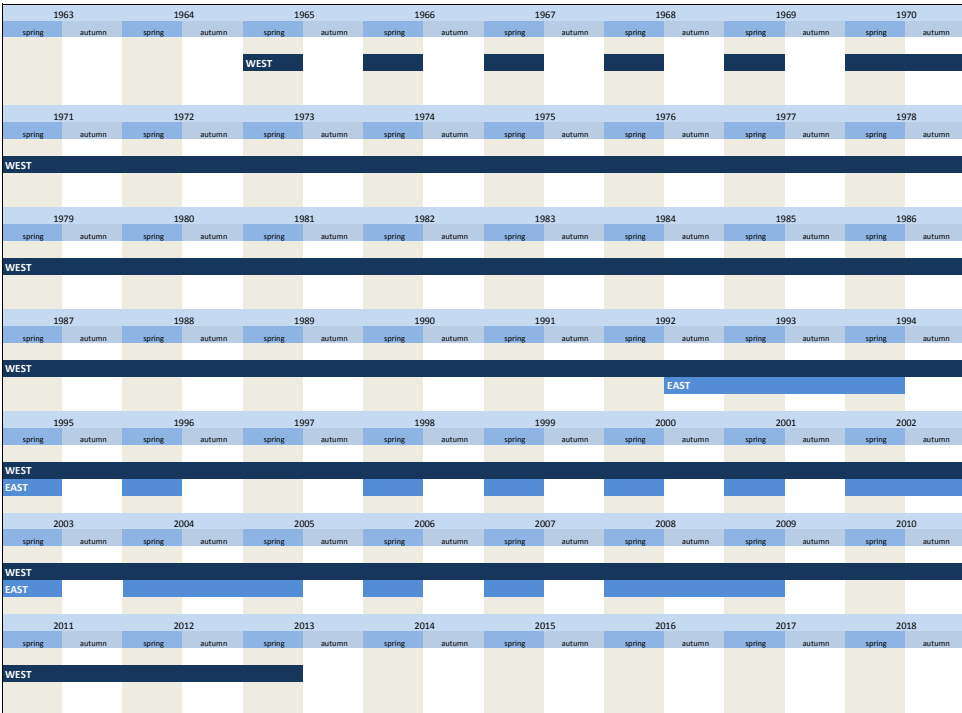 1963 1964 1965 1966 1967 1968 1969 1970
spring autumn spring autumn spring autumn spring autumn spring autumn spring autumn spring autumn spring autumn
WEST
1971 1972 1973 1974 1975 1976 1977 1978
spring autumn spring autumn spring autumn spring autumn spring autumn spring autumn spring autumn spring autumn
WEST
1979 1980 1981 1982 1983 1984 1985 1986
spring autumn spring autumn spring autumn spring autumn spring autumn spring autumn spring autumn spring autumn
WEST
1987 1988 1989 1990 1991 1992 1993 1994
spring autumn spring autumn spring autumn spring autumn spring autumn spring autumn spring autumn spring autumn
WEST
EAST
1995 1996 1997 1998 1999 2000 2001 2002
spring autumn spring autumn spring autumn spring autumn spring autumn spring autumn spring autumn spring autumn
WEST
EAST
2003 2004 2005 2006 2007 2008 2009 2010
spring autumn spring autumn spring autumn spring autumn spring autumn spring autumn spring autumn spring autumn
WEST
EAST
2011 2012 2013 2014 2015 2016 2017 2018
spring autumn spring autumn spring autumn spring autumn spring autumn spring autumn spring autumn spring autumn
WEST